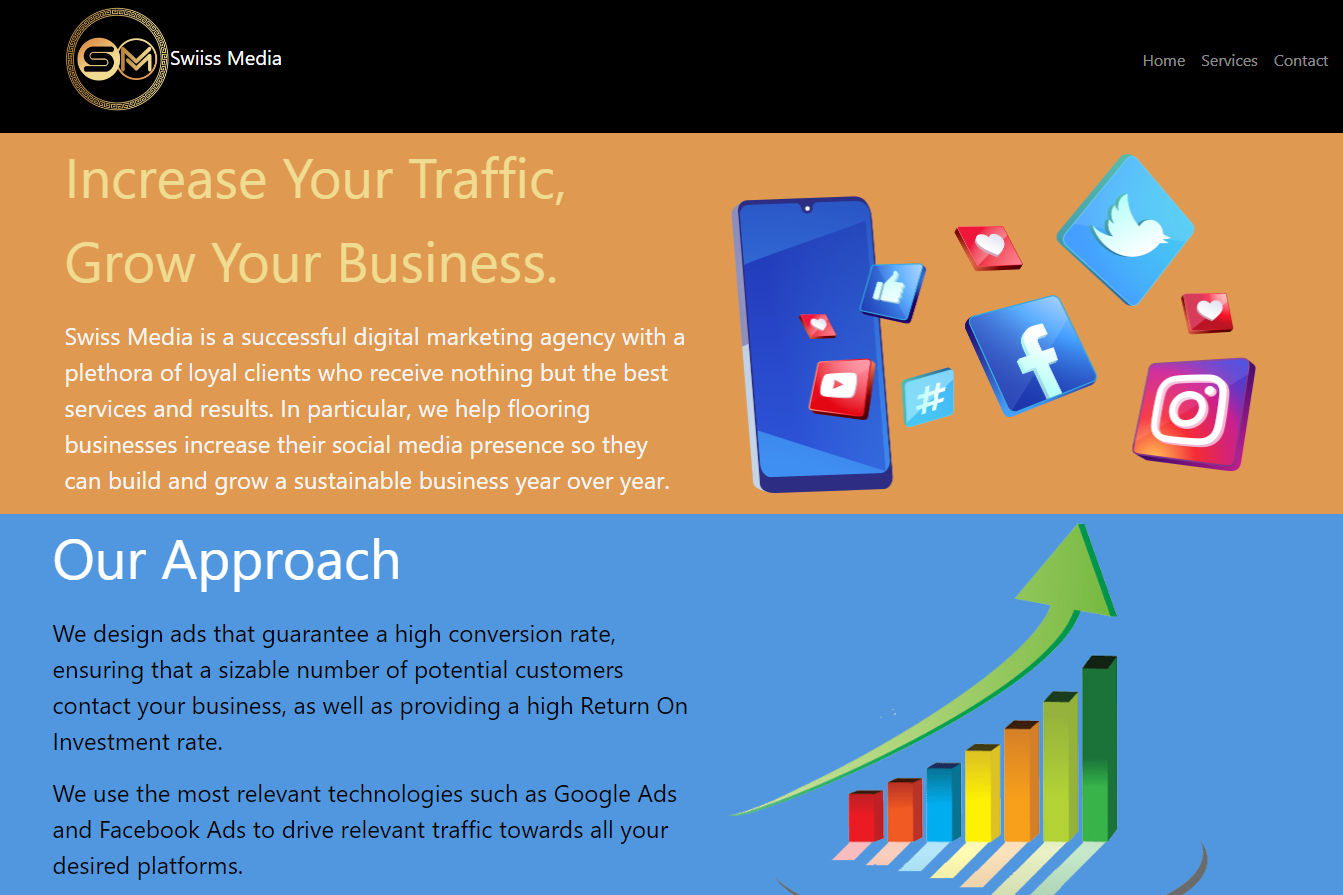 SM
Swiiss Media
Home Services Contact
Increase Your Traffic,
Grow Your Business.
Swiss Media is a successful digital marketing agency with a
plethora of loyal clients who receive nothing but the best
services and results. In particular, we help flooring
businesses increase their social media presence so they
can build and grow a sustainable business year over year.
#
f
Our Approach
We design ads that guarantee a high conversion rate,
ensuring that a sizable number of potential customers
contact your business, as well as providing a high Return On
Investment rate.
We use the most relevant technologies such as Google Ads
and Facebook Ads to drive relevant traffic towards all your
desired platforms.